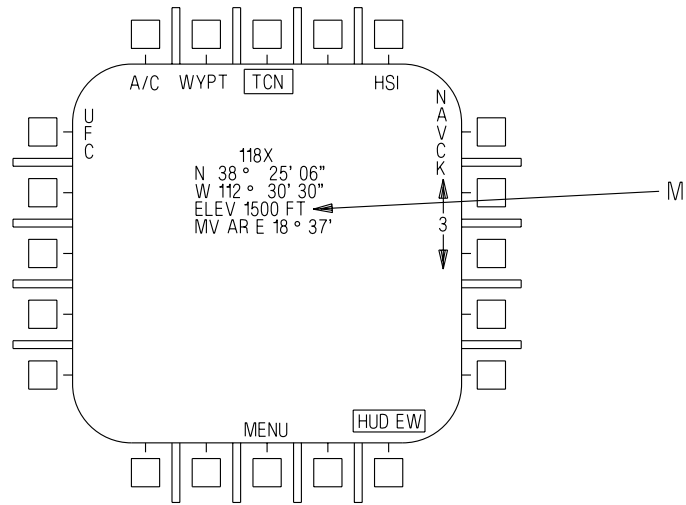 A/C WYPT TCN HSI
UFC
NAVCK
118X
N 38° 25' 06"
W 112° 30' 30"
ELEV 1500 FT
MV AR E 18° 37'
M
3
HUD EW
MENU